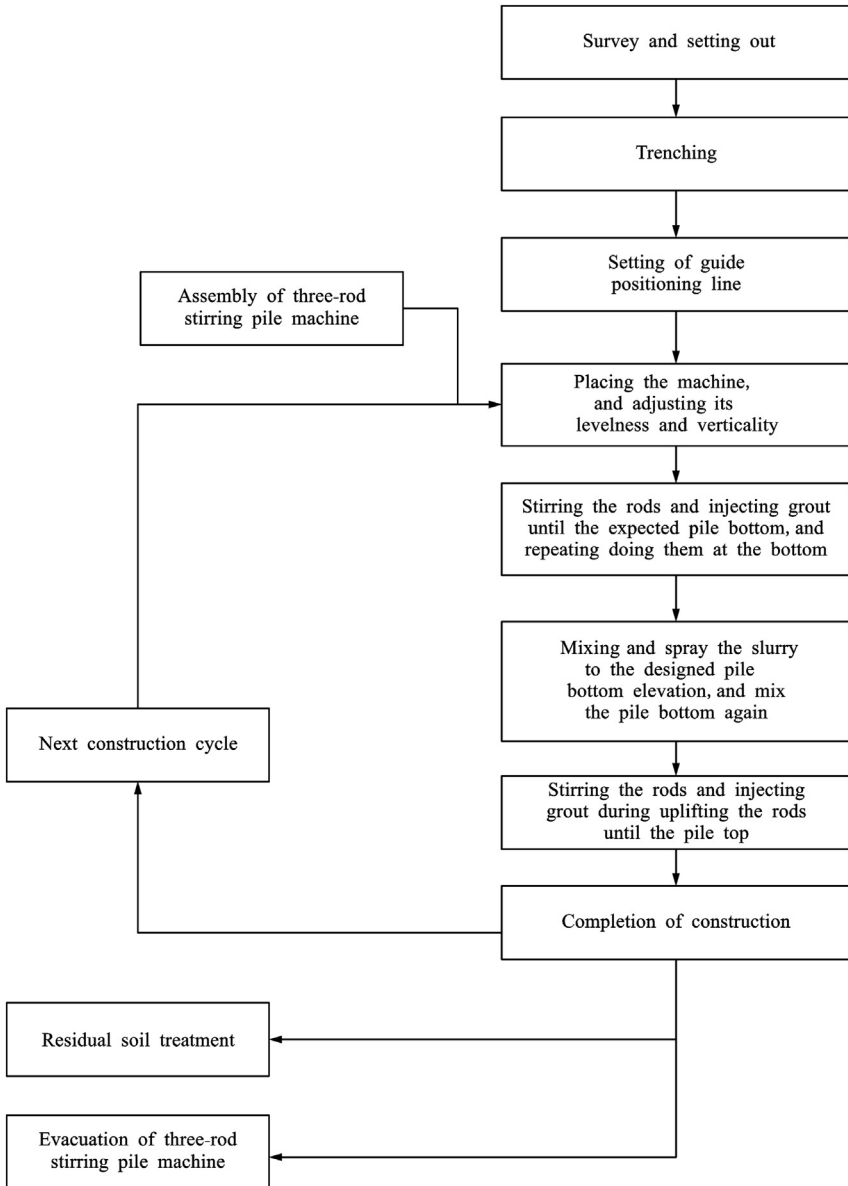 Survey and setting out
Trenching
Setting of guide
positioning line
Assembly of three-rod
stirring pile machine
Placing the machine,
and adjusting its
levelness and verticality
Stirring the rods and injecting grout
until the expected pile bottom, and
repeating doing them at the bottom
Mixing and spray the slurry
to the designed pile
bottom elevation, and mix
the pile bottom again
Next construction cycle
Stirring the rods and injecting
grout during uplifting the rods
until the pile top
Completion of construction
Residual soil treatment
Evacuation of three-rod
stirring pile machine